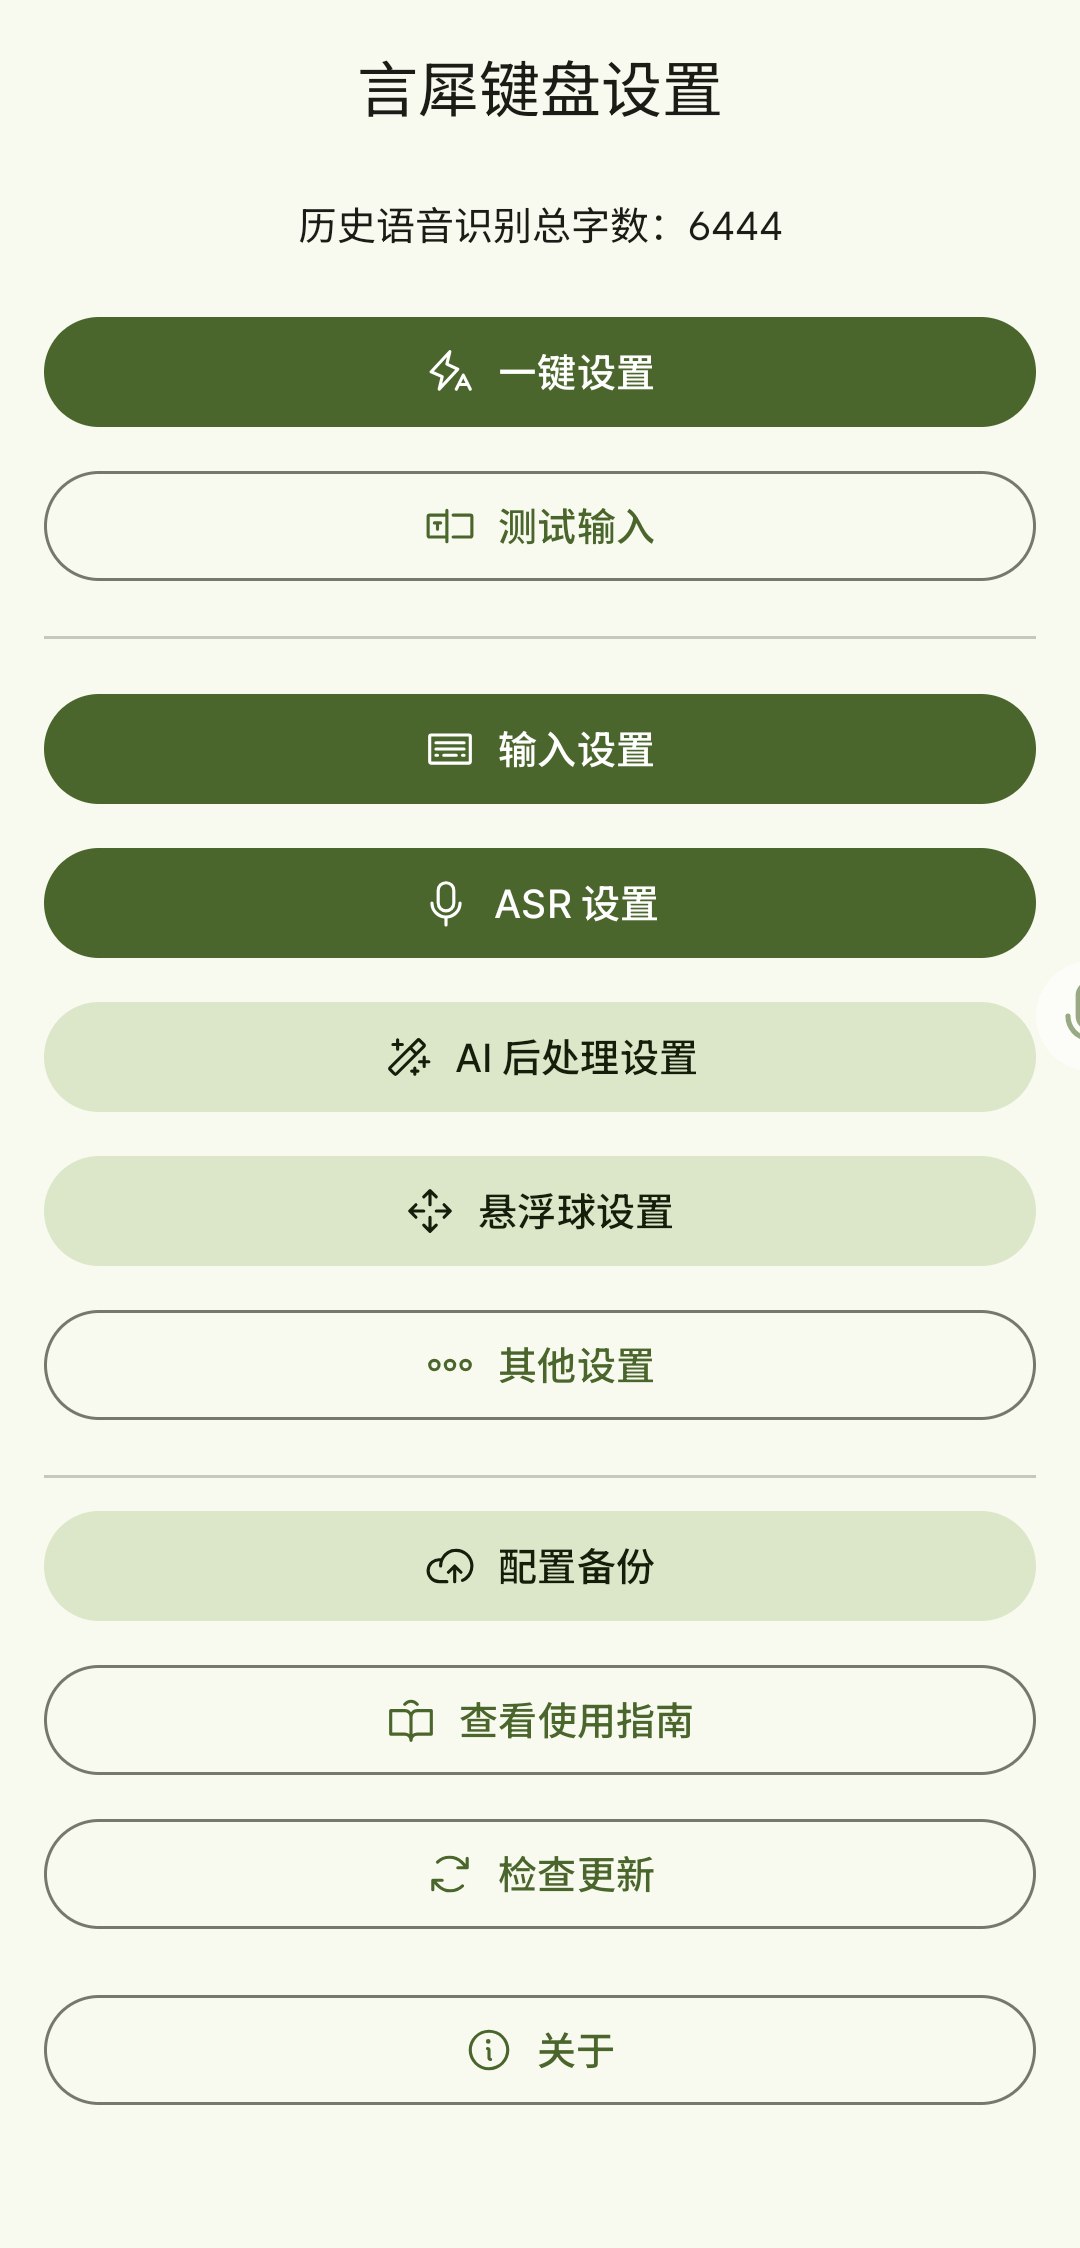 言犀键盘设置
历史语音识别总字数：6444
一键设置
测试输入
输入设置
ASR 设置
AI 后处理设置
悬浮球设置
其他设置
配置备份
查看使用指南
检查更新
关于